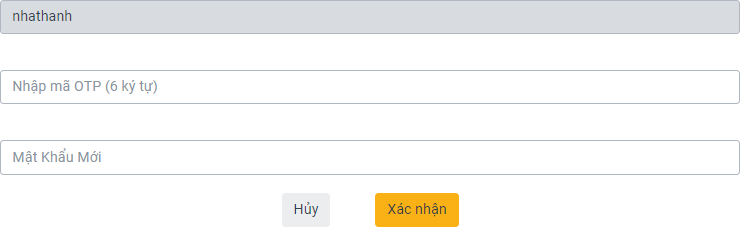 nhathanh
Nhập mã OTP (6 ký tự)
Mật Khẩu Mới
Hủy Xác nhận